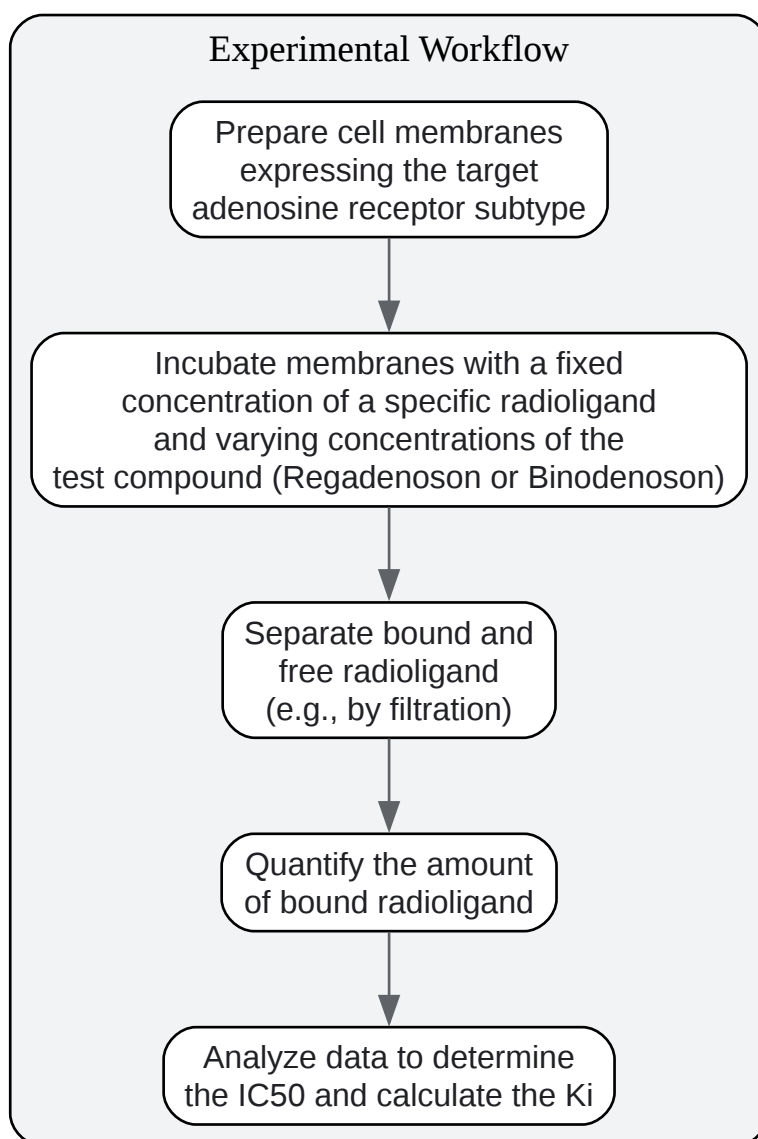 Experimental Workflow
Prepare cell membranes
expressing the target
adenosine receptor subtype
Incubate membranes with a fixed
concentration of a specific radioligand
and varying concentrations of the
test compound (Regadenoson or Binodenoson)
Separate bound and
free radioligand
(e.g., by filtration)
Quantify the amount
of bound radioligand
Analyze data to determine
the IC50 and calculate the Ki